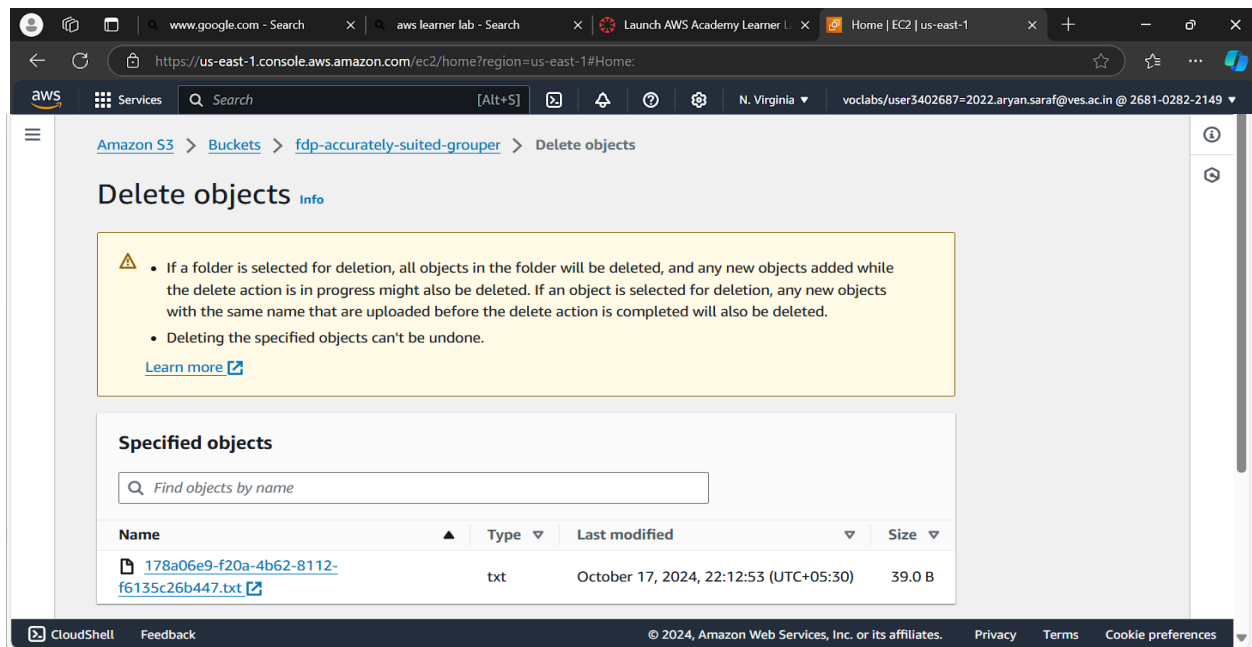 www.google.com - Search
aws learner lab - Search
Launch AWS Academy Learner L
Home | EC2 | us-east-1
https://us-east-1.console.aws.amazon.com/ec2/home?region=us-east-1#Home:
aws
Services
Search
[Alt+S]
N. Virginia
voclabs/user3402687=2022.aryan.saraf@ves.ac.in @ 2681-0282-2149
Amazon S3 > Buckets > fdp-accurately-suited-grouper > Delete objects
Delete objects Info
• If a folder is selected for deletion, all objects in the folder will be deleted, and any new objects added while
the delete action is in progress might also be deleted. If an object is selected for deletion, any new objects
with the same name that are uploaded before the delete action is completed will also be deleted.
• Deleting the specified objects can't be undone.
Learn more
Specified objects
Find objects by name
Name Type Last modified Size
178a06e9-f20a-4b62-8112-
f6135c26b447.txt
txt
October 17, 2024, 22:12:53 (UTC+05:30)
39.0 B
CloudShell Feedback © 2024, Amazon Web Services, Inc. or its affiliates. Privacy Terms Cookie preferences